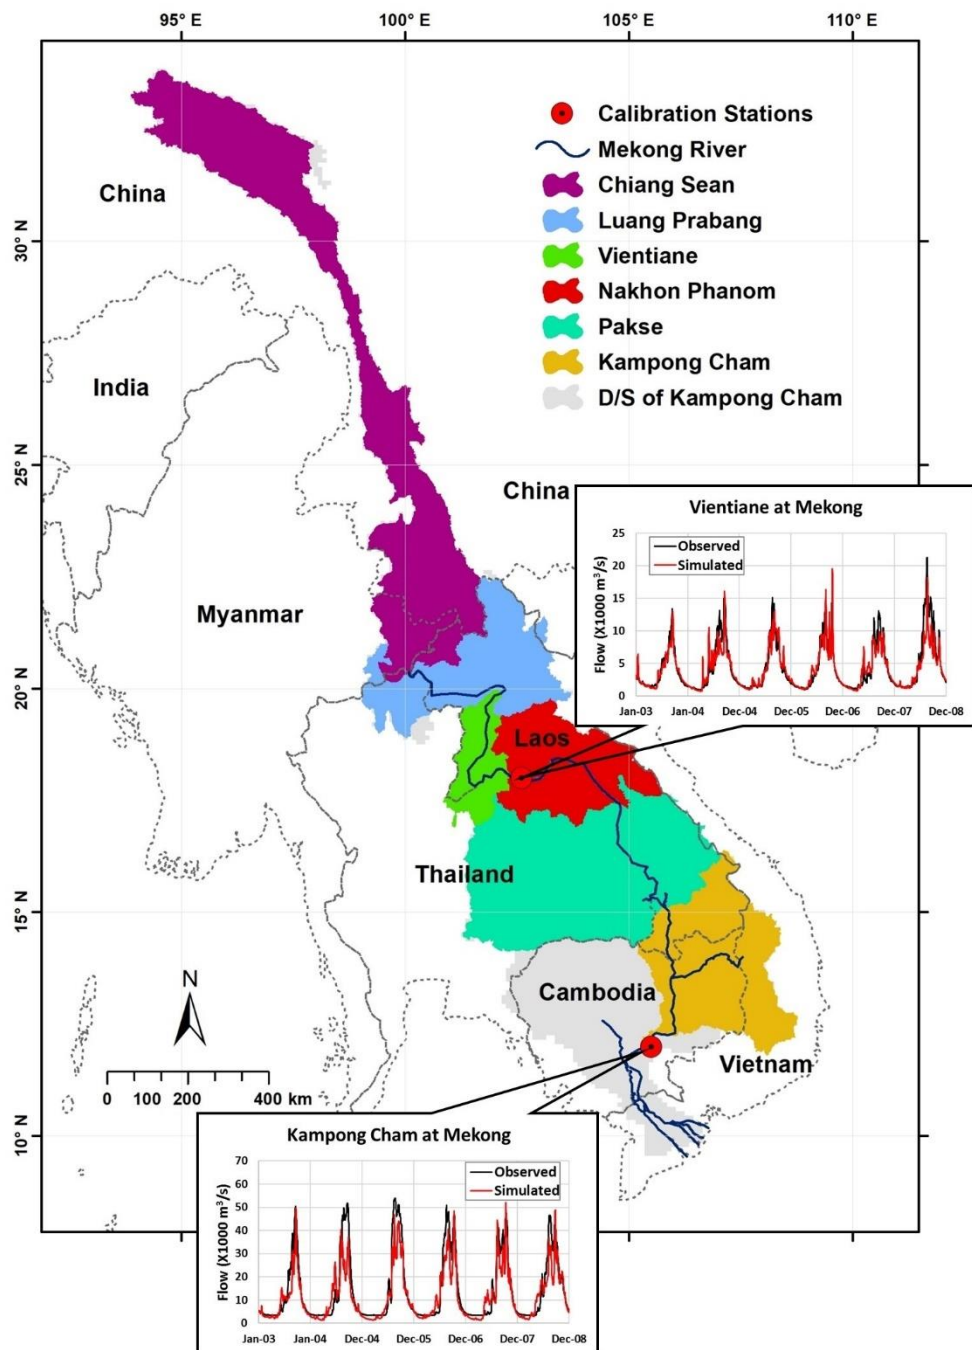 95° E 100° E 105° E 110° E
Calibration Stations
Mekong River
Chiang Sean
Luang Prabang
Vientiane
Nakhon Phanom
Pakse
Kampong Cham
D/S of Kampong Cham
China
30° N
India
25° N
China
Myanmar
20° N
Laos
Thailand
15° N
Cambodia
Vietnam
10° N
N
0 100 200 400 km
Vientiane at Mekong
Observed
Simulated
Flow (X1000 m³/s)
25
20
15
10
5
0
Jan-03 Jan-04 Dec-04 Dec-05 Dec-06 Dec-07 Dec-08
Kampong Cham at Mekong
Observed
Simulated
Flow (X1000 m³/s)
70
60
50
40
30
20
10
0
Jan-03 Jan-04 Dec-04 Dec-05 Dec-06 Dec-07 Dec-08